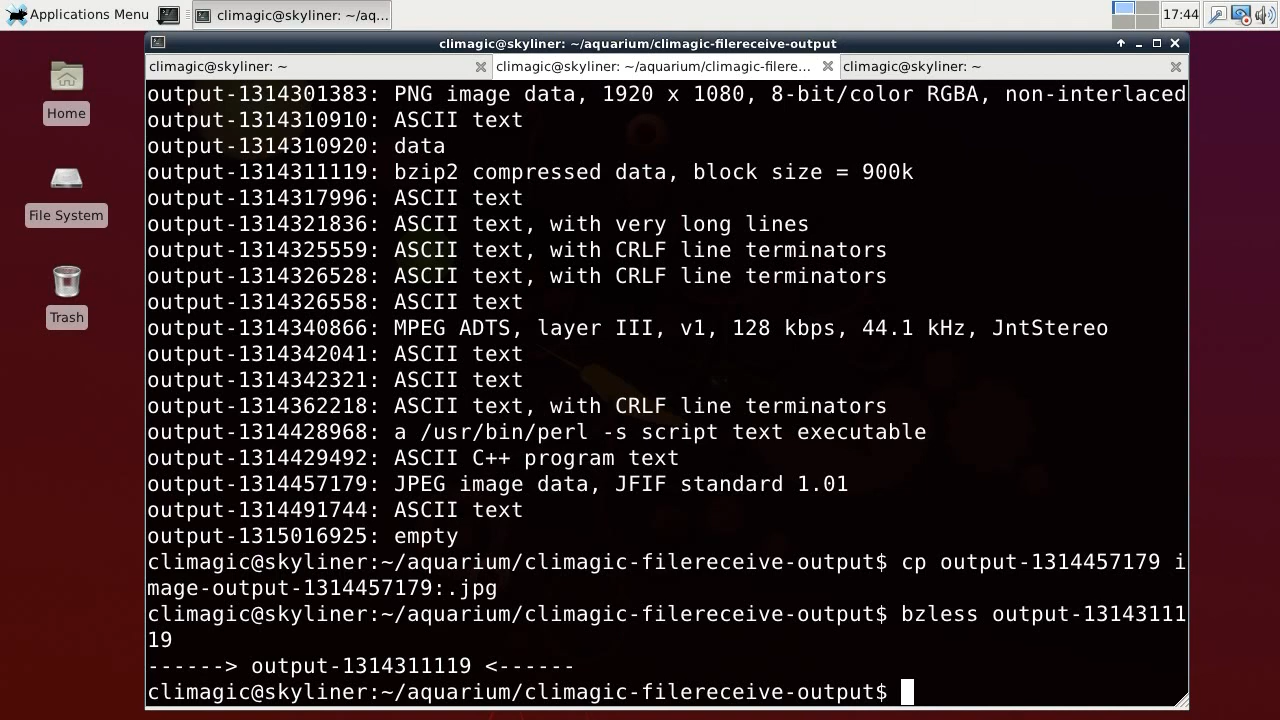 Applications Menu
climagic@skyliner: ~/aq...
17:44
climagic@skyliner: ~/aquarium/climagic-filereceive-output
climagic@skyliner: ~
climagic@skyliner: ~/aquarium/climagic-filere...
climagic@skyliner: ~
Home
File System
Trash
output-1314301383: PNG image data, 1920 x 1080, 8-bit/color RGBA, non-interlaced
output-1314310910: ASCII text
output-1314310920: data
output-1314311119: bzip2 compressed data, block size = 900k
output-1314317996: ASCII text
output-1314321836: ASCII text, with very long lines
output-1314325559: ASCII text, with CRLF line terminators
output-1314326528: ASCII text, with CRLF line terminators
output-1314326558: ASCII text
output-1314340866: MPEG ADTS, layer III, v1, 128 kbps, 44.1 kHz, JntStereo
output-1314342041: ASCII text
output-1314342321: ASCII text
output-1314362218: ASCII text, with CRLF line terminators
output-1314428968: a /usr/bin/perl -s script text executable
output-1314429492: ASCII C++ program text
output-1314457179: JPEG image data, JFIF standard 1.01
output-1314491744: ASCII text
output-1315016925: empty
climagic@skyliner:~/aquarium/climagic-filereceive-output$ cp output-1314457179 i
mage-output-1314457179:.jpg
climagic@skyliner:~/aquarium/climagic-filereceive-output$ bzless output-13143111
19
------> output-1314311119 <------
climagic@skyliner:~/aquarium/climagic-filereceive-output$